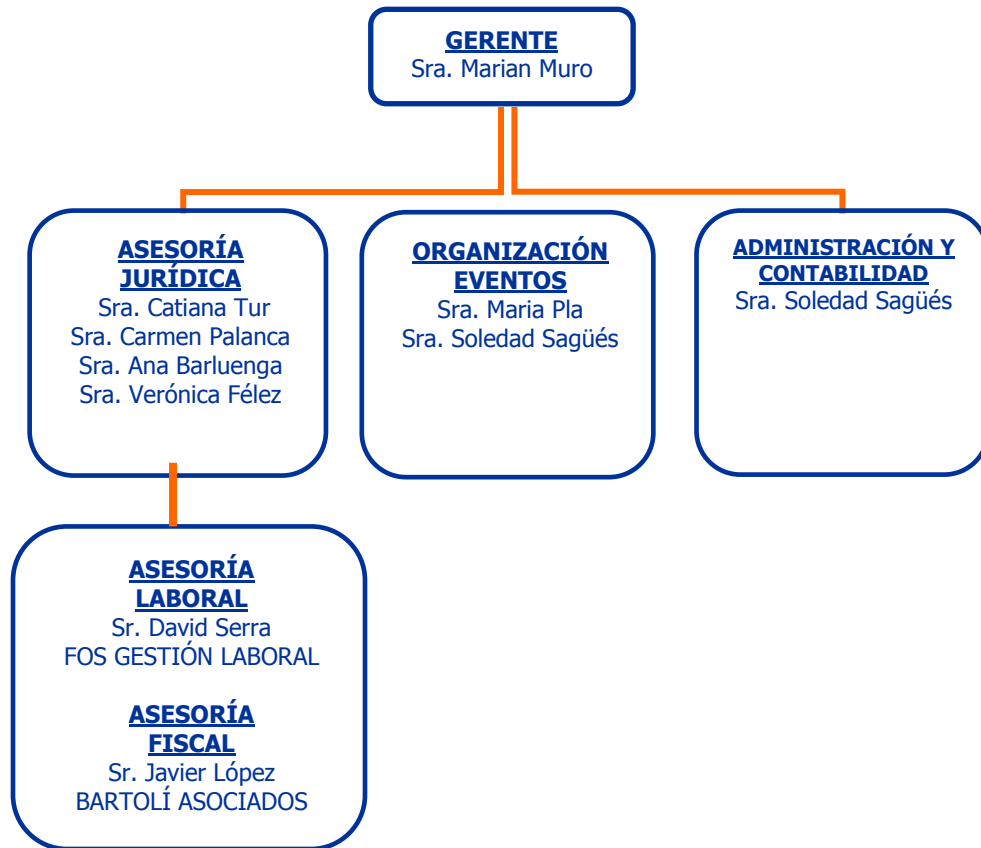 GERENTE
Sra. Marian Muro
ASESORÍA
JURÍDICA
Sra. Catiana Tur
Sra. Carmen Palanca
Sra. Ana Barluenga
Sra. Verónica Félez
ORGANIZACIÓN
EVENTOS
Sra. Maria Pla
Sra. Soledad Sagüés
ADMINISTRACIÓN Y
CONTABILIDAD
Sra. Soledad Sagüés
ASESORÍA
LABORAL
Sr. David Serra
FOS GESTIÓN LABORAL
ASESORÍA
FISCAL
Sr. Javier López
BARTOLÍ ASOCIADOS